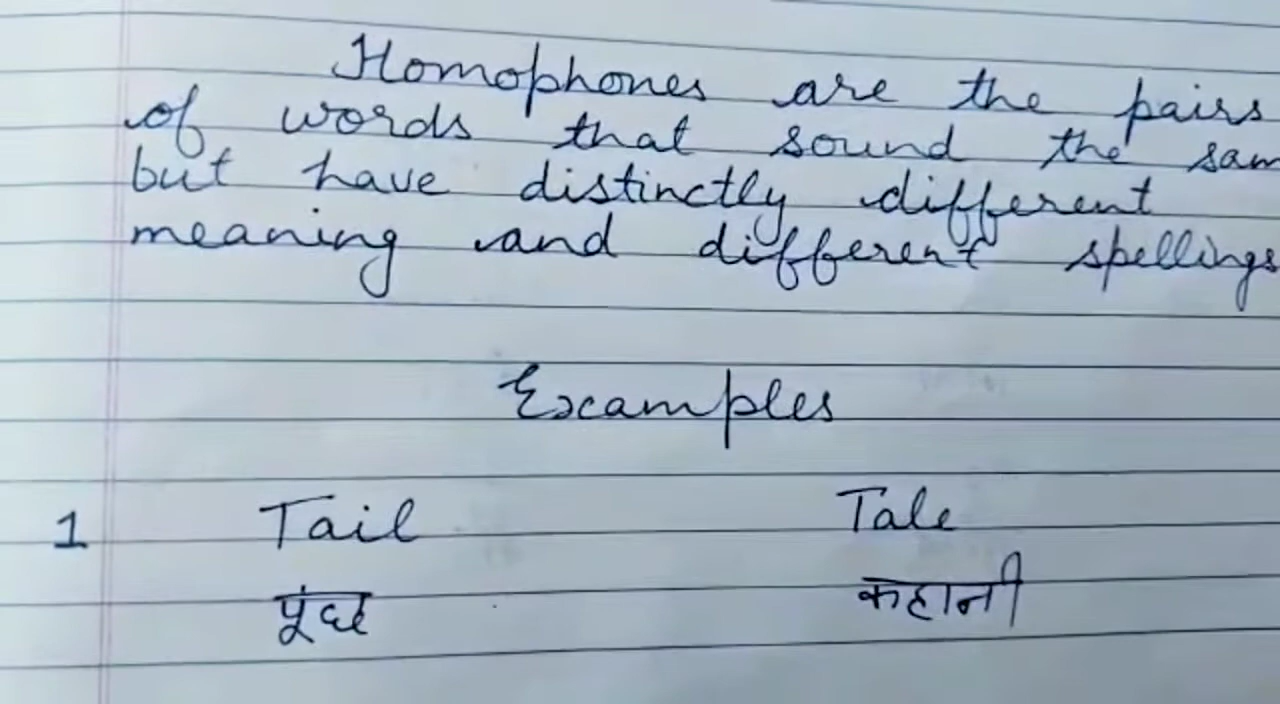 Homophones are the pairs
of words that sound the sam
but have distinctly different
meaning and different spellings
Examples
1 Tail Tale
पूंछ कहानी